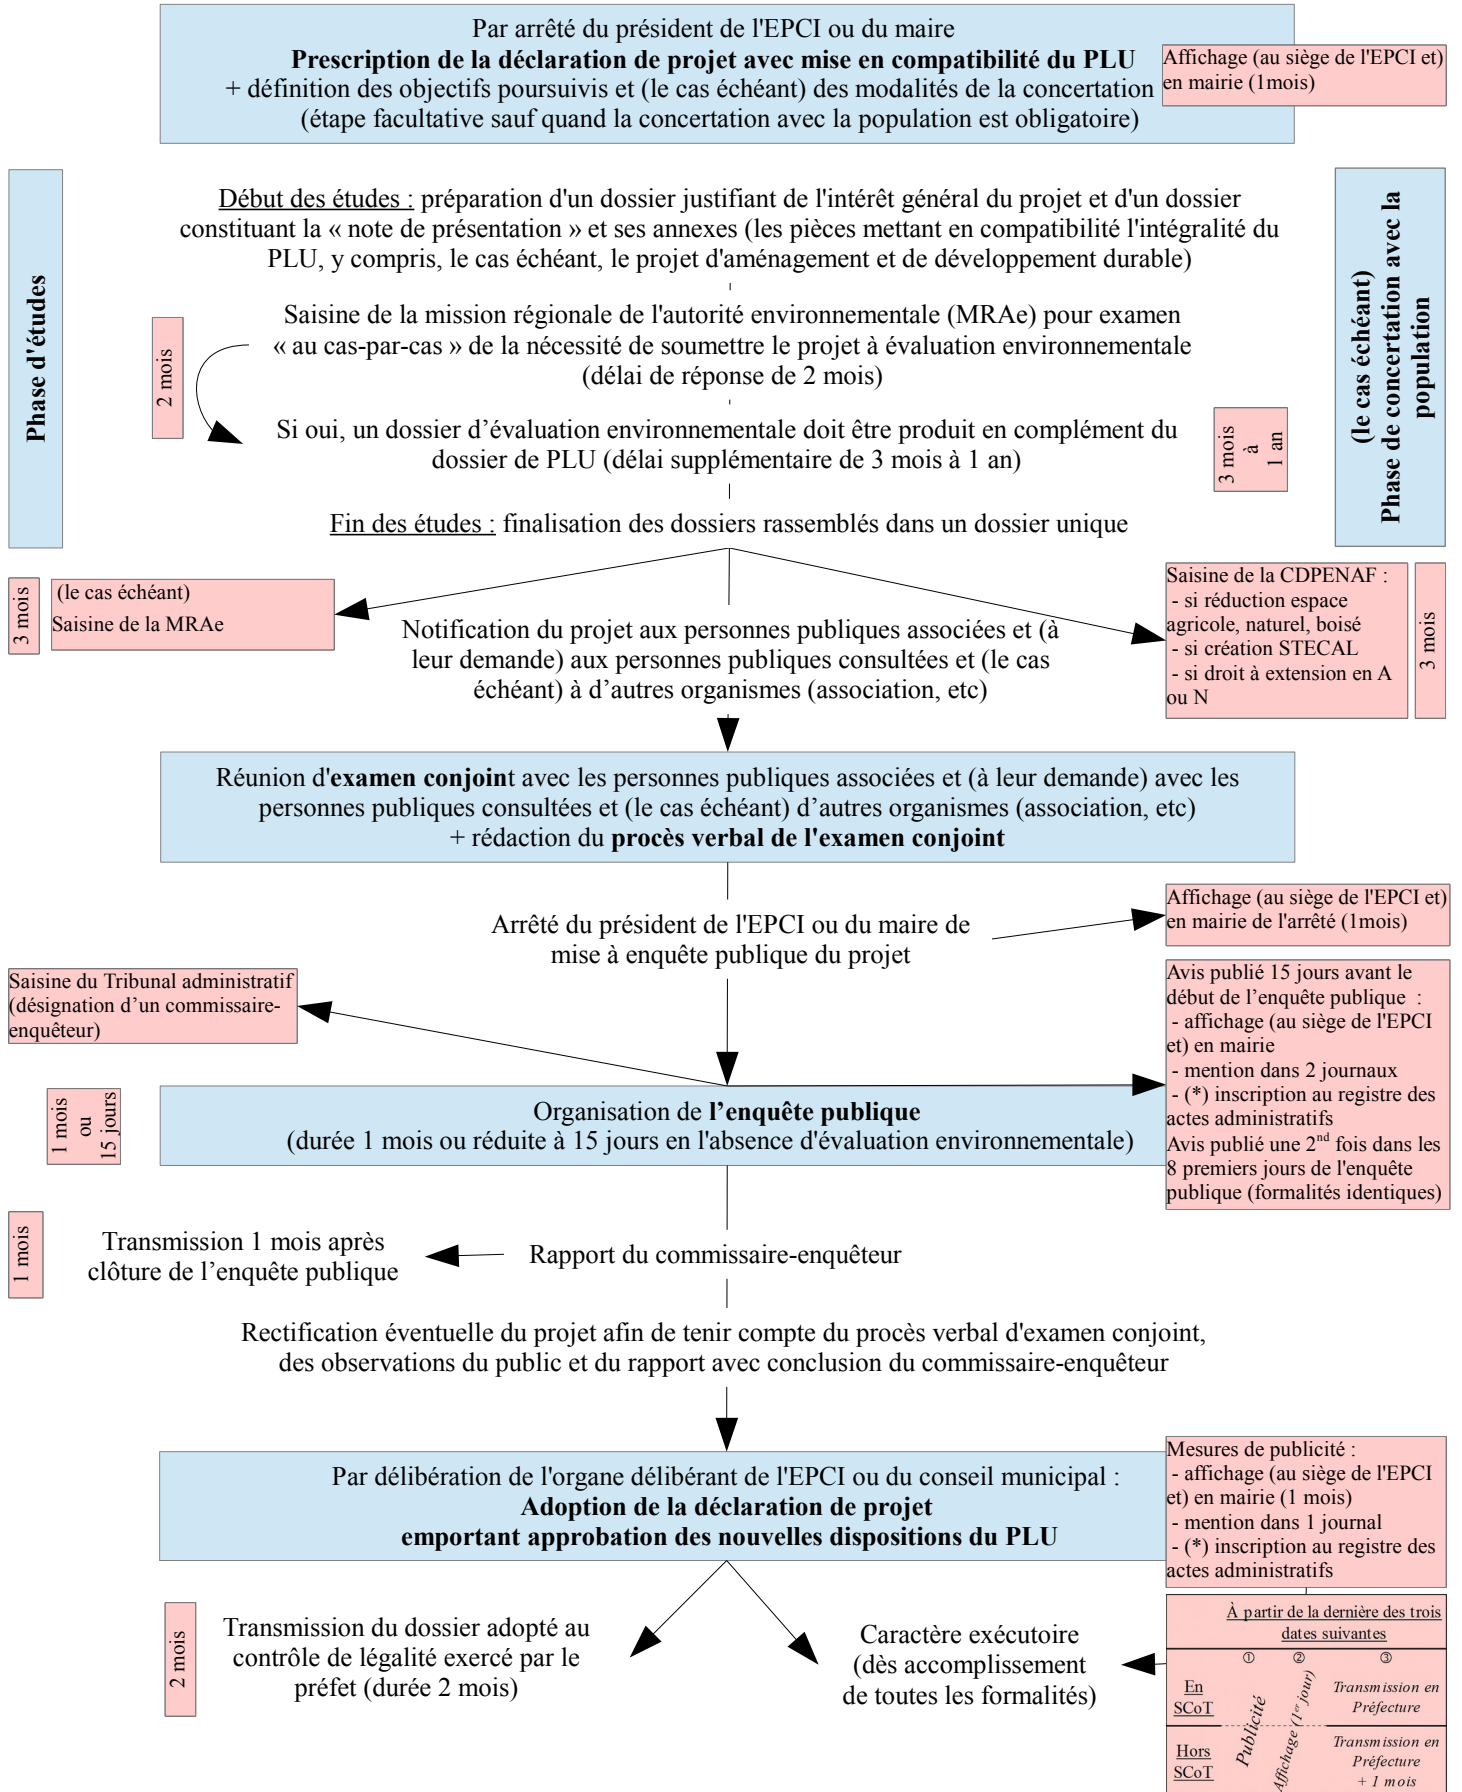 Par arrêté du président de l'EPCI ou du maire
Prescription de la déclaration de projet avec mise en compatibilité du PLU
+ définition des objectifs poursuivis et (le cas échéant) des modalités de la concertation
(étape facultative sauf quand la concertation avec la population est obligatoire)
Affichage (au siège de l'EPCI et)
en mairie (1mois)
Phase d'études
(le cas échéant)
Phase de concertation avec la
population
Début des études : préparation d'un dossier justifiant de l'intérêt général du projet et d'un dossier
constituant la « note de présentation » et ses annexes (les pièces mettant en compatibilité l'intégralité du
PLU, y compris, le cas échéant, le projet d'aménagement et de développement durable)
2 mois
Saisine de la mission régionale de l'autorité environnementale (MRAe) pour examen
« au cas-par-cas » de la nécessité de soumettre le projet à évaluation environnementale
(délai de réponse de 2 mois)
Si oui, un dossier d’évaluation environnementale doit être produit en complément du
dossier de PLU (délai supplémentaire de 3 mois à 1 an)
3 mois
à
1 an
Fin des études : finalisation des dossiers rassemblés dans un dossier unique
3 mois
(le cas échéant)
Saisine de la MRAe
Notification du projet aux personnes publiques associées et (à
leur demande) aux personnes publiques consultées et (le cas
échéant) à d’autres organismes (association, etc)
Saisine de la CDPENAF :
- si réduction espace
agricole, naturel, boisé
- si création STECAL
- si droit à extension en A
ou N
3 mois
Réunion d'examen conjoint avec les personnes publiques associées et (à leur demande) avec les
personnes publiques consultées et (le cas échéant) d’autres organismes (association, etc)
+ rédaction du procès verbal de l'examen conjoint
Arrêté du président de l'EPCI ou du maire de
mise à enquête publique du projet
Affichage (au siège de l'EPCI et)
en mairie de l'arrêté (1mois)
Saisine du Tribunal administratif
(désignation d’un commissaire-
enquêteur)
Avis publié 15 jours avant le
début de l’enquête publique :
- affichage (au siège de l'EPCI
et) en mairie
- mention dans 2 journaux
- (*) inscription au registre des
actes administratifs
Avis publié une 2nd fois dans les
8 premiers jours de l'enquête
publique (formalités identiques)
1 mois
ou
15 jours
Organisation de l’enquête publique
(durée 1 mois ou réduite à 15 jours en l'absence d'évaluation environnementale)
1 mois
Transmission 1 mois après
clôture de l’enquête publique
Rapport du commissaire-enquêteur
Rectification éventuelle du projet afin de tenir compte du procès verbal d'examen conjoint,
des observations du public et du rapport avec conclusion du commissaire-enquêteur
Par délibération de l'organe délibérant de l'EPCI ou du conseil municipal :
Adoption de la déclaration de projet
emportant approbation des nouvelles dispositions du PLU
Mesures de publicité :
- affichage (au siège de l'EPCI
et) en mairie (1 mois)
- mention dans 1 journal
- (*) inscription au registre des
actes administratifs
2 mois
Transmission du dossier adopté au
contrôle de légalité exercé par le
préfet (durée 2 mois)
Caractère exécutoire
(dès accomplissement
de toutes les formalités)
À partir de la dernière des trois
dates suivantes
① ② ③
En
SCoT
Publicité
Affichage (1er jour)
Transmission en
Préfecture
Hors
SCoT
Transmission en
Préfecture
+ 1 mois